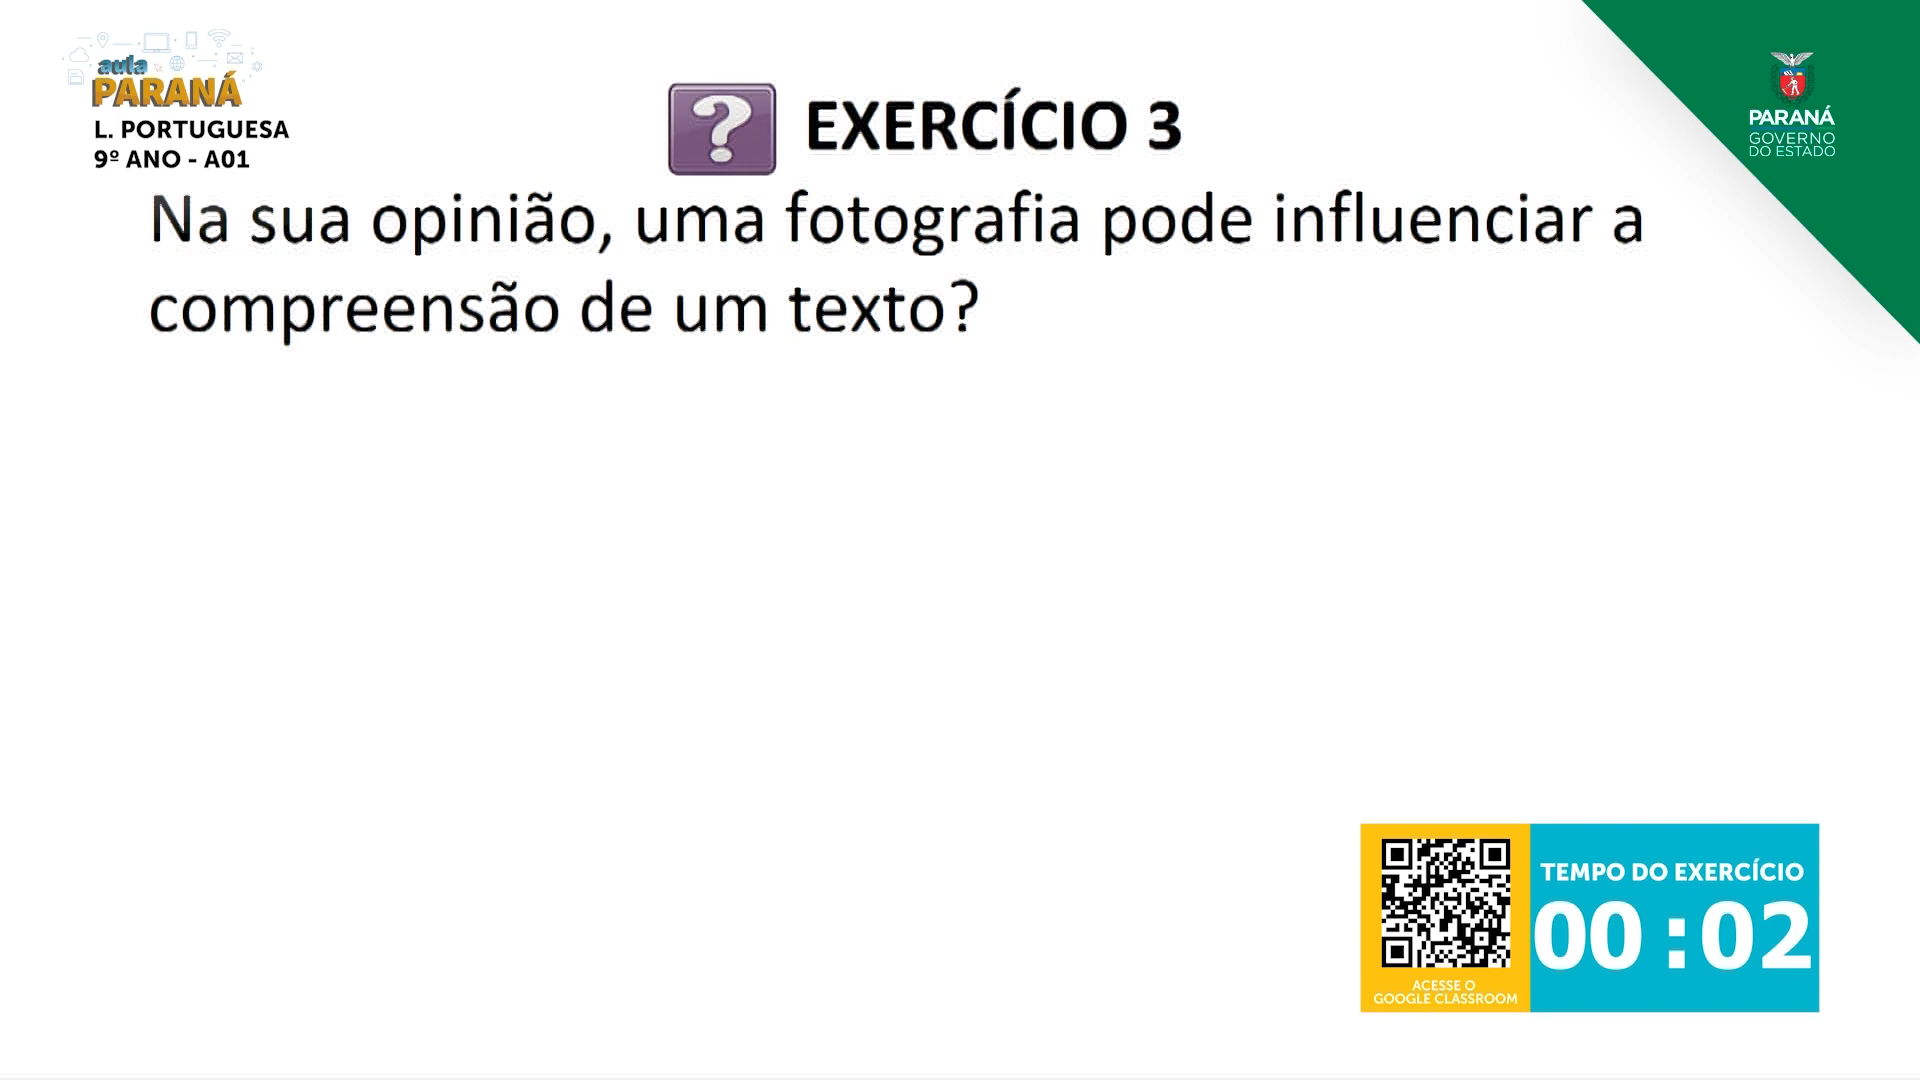 aula
PARANÁ
L. PORTUGUESA
9º ANO - A01
EXERCÍCIO 3
PARANÁ
GOVERNO
DO ESTADO
Na sua opinião, uma fotografia pode influenciar a
compreensão de um texto?
TEMPO DO EXERCÍCIO
00:02
ACESSE O
GOOGLE CLASSROOM